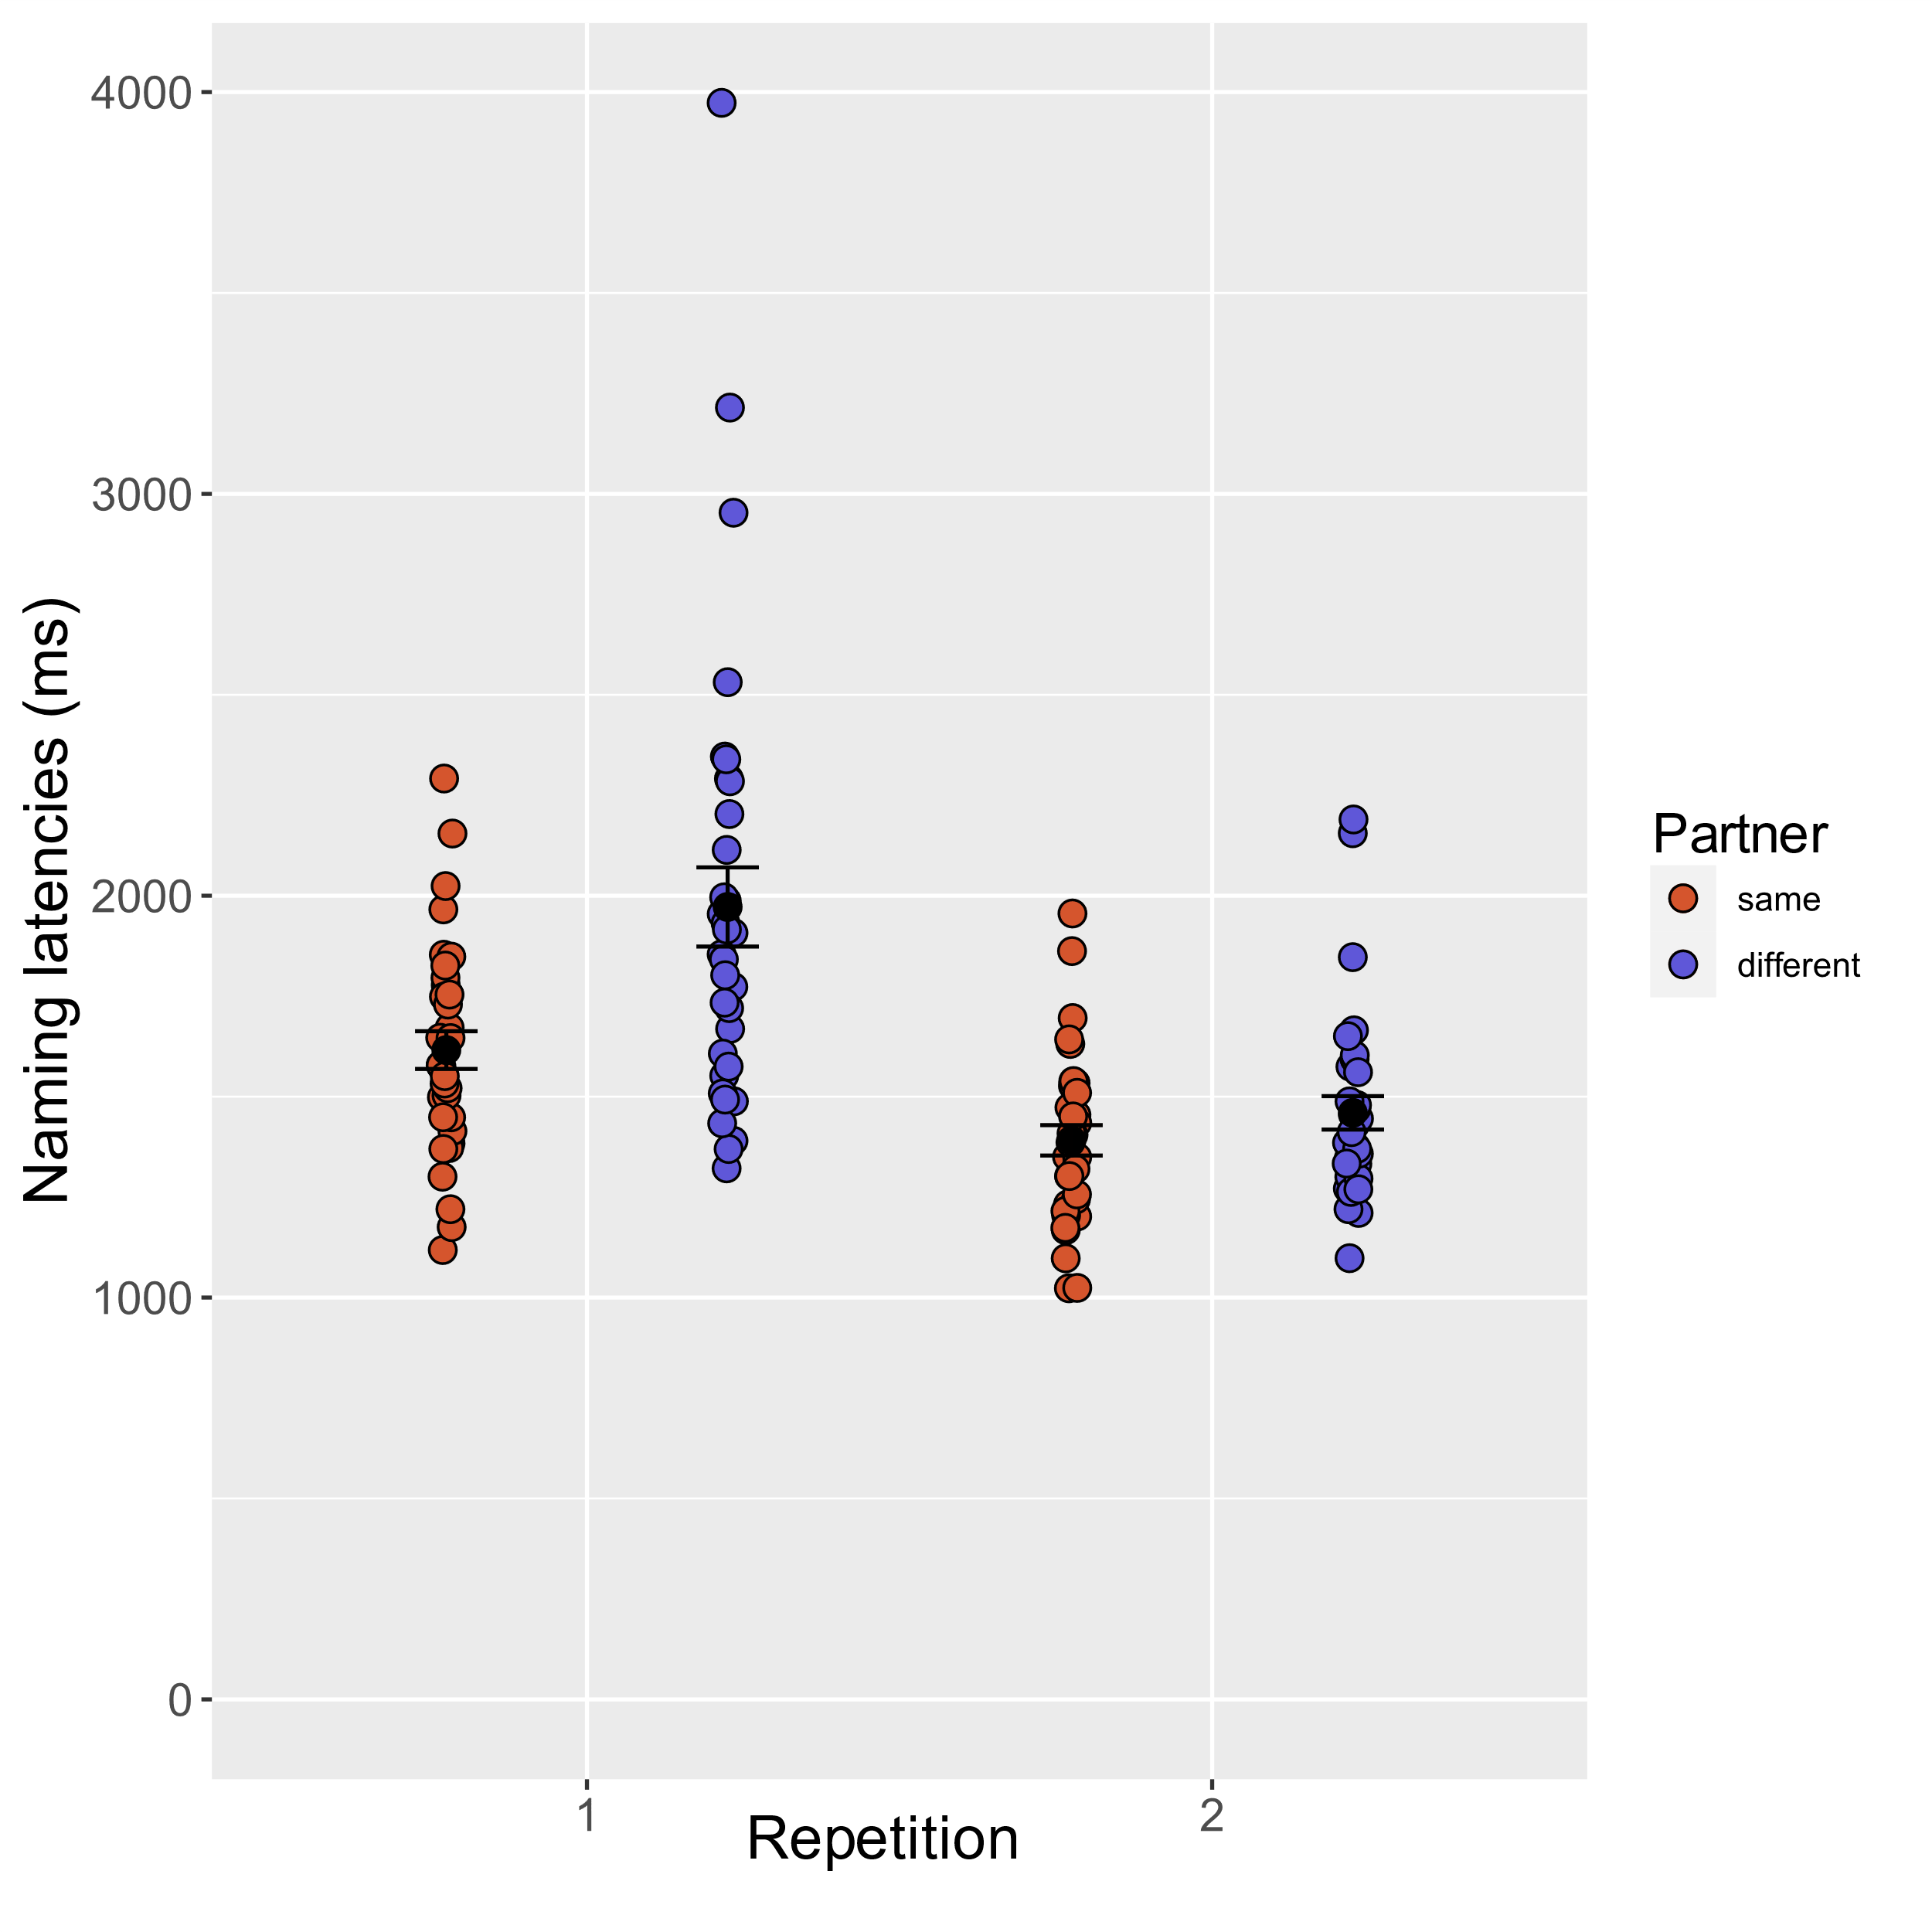 Naming latencies (ms)
4000
3000
2000
1000
0
1
2
Repetition
Partner
same
different